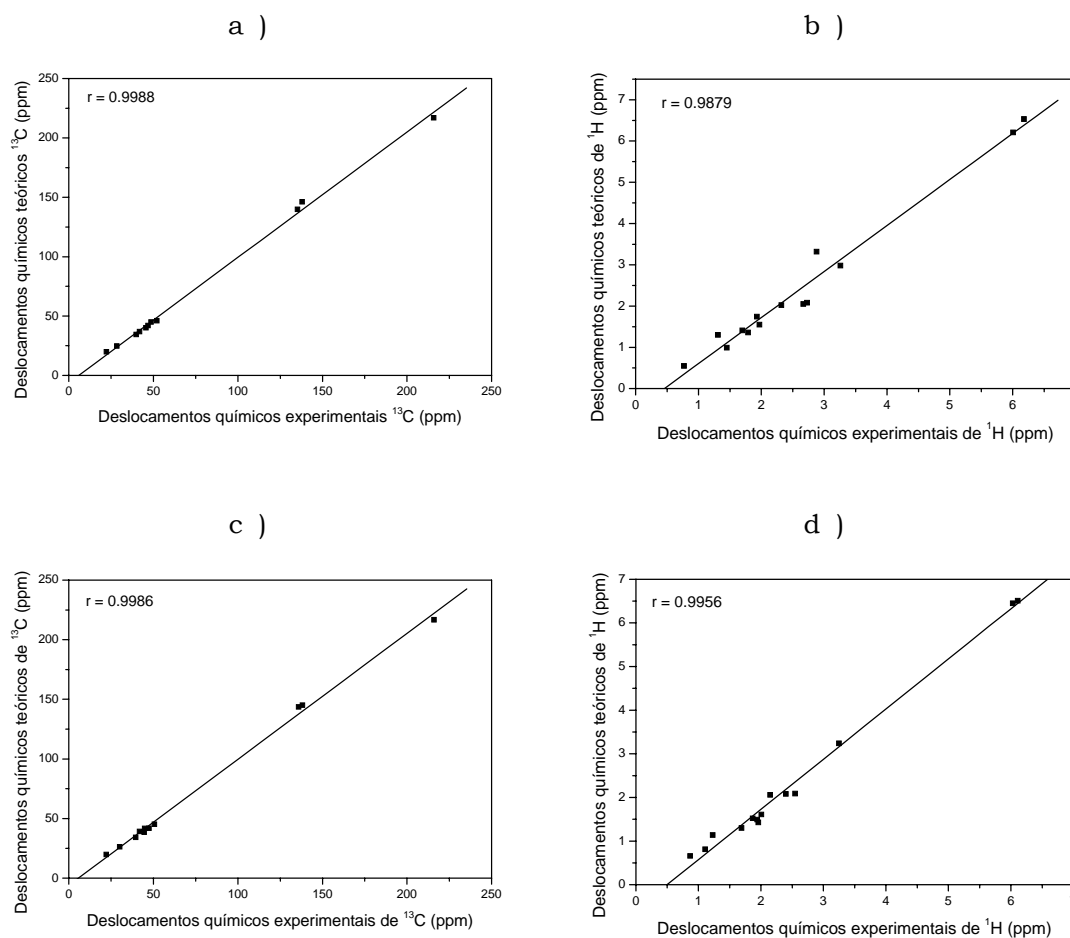 a )
b )
r = 0.9988
250
200
150
100
50
0
0 50 100 150 200 250
Deslocamentos químicos teóricos ¹³C (ppm)
Deslocamentos químicos experimentais ¹³C (ppm)
r = 0.9879
7
6
5
4
3
2
1
0
0 1 2 3 4 5 6
Deslocamentos químicos teóricos de ¹H (ppm)
Deslocamentos químicos experimentais de ¹H (ppm)
c )
d )
r = 0.9986
250
200
150
100
50
0
0 50 100 150 200 250
Deslocamentos químicos teóricos de ¹³C (ppm)
Deslocamentos químicos experimentais de ¹³C (ppm)
r = 0.9956
7
6
5
4
3
2
1
0
0 1 2 3 4 5 6
Deslocamentos químicos teóricos de ¹H (ppm)
Deslocamentos químicos experimentais de ¹H (ppm)